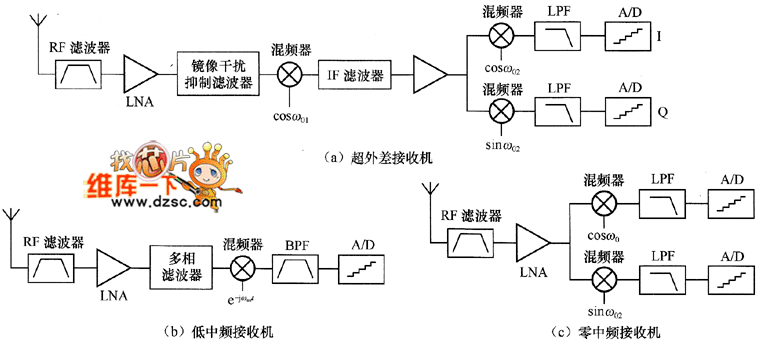 RF 滤波器
LNA
镜像干扰
抑制滤波器
混频器
cosω01
IF 滤波器
混频器
cosω02
LPF
A/D
I
混频器
sinω02
LPF
A/D
Q
(a) 超外差接收机
找芯片
维库一下
www.dzsc.com
RF 滤波器
LNA
多相
滤波器
混频器
BPF
A/D
(b) 低中频接收机
RF 滤波器
LNA
混频器
cosω0
LPF
A/D
混频器
sinω02
LPF
A/D
(c) 零中频接收机